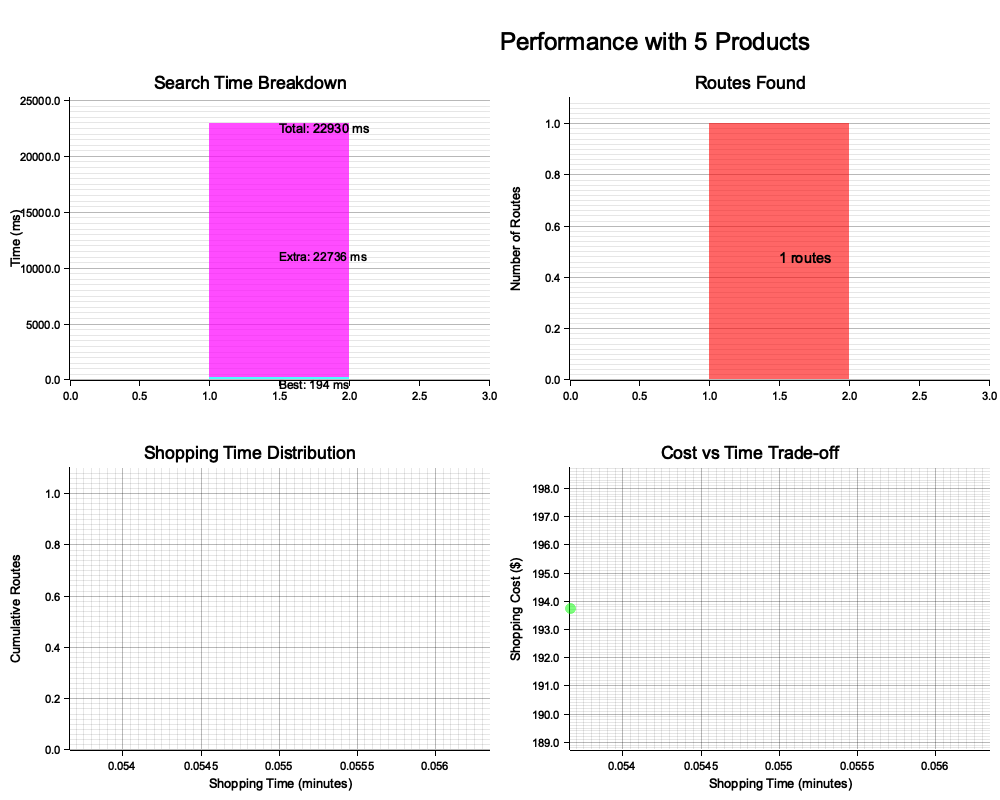 Performance with 5 Products
Search Time Breakdown
Time (ms)
25000.0
20000.0
15000.0
10000.0
5000.0
0.0
Total: 22930 ms
Extra: 22736 ms
Best: 194 ms
0.0 0.5 1.0 1.5 2.0 2.5 3.0
Routes Found
Number of Routes
1.0
0.8
0.6
0.4
0.2
0.0
1 routes
0.0 0.5 1.0 1.5 2.0 2.5 3.0
Shopping Time Distribution
Cumulative Routes
1.0
0.8
0.6
0.4
0.2
0.0
0.054 0.0545 0.055 0.0555 0.056
Shopping Time (minutes)
Cost vs Time Trade-off
Shopping Cost ($)
198.0
197.0
196.0
195.0
194.0
193.0
192.0
191.0
190.0
189.0
0.054 0.0545 0.055 0.0555 0.056
Shopping Time (minutes)